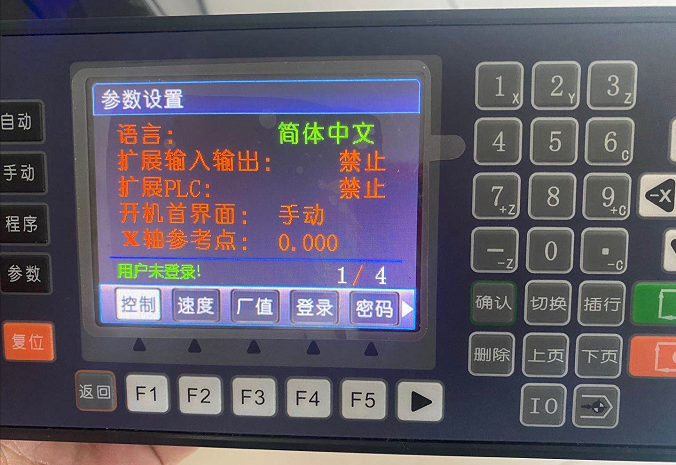 参数设置
语言： 简体中文
扩展输入输出： 禁止
扩展PLC： 禁止
开机首界面： 手动
X轴参考点： 0.000
用户未登录! 1/4
控制 速度 厂值 登录 密码
自动
手动
程序
参数
复位
返回 F1 F2 F3 F4 F5
1X 2Y 3Z
4 5 6C
7+Z 8 9+C -X
—-Z 0 .-C
确认 切换 插行
删除 上页 下页
IO